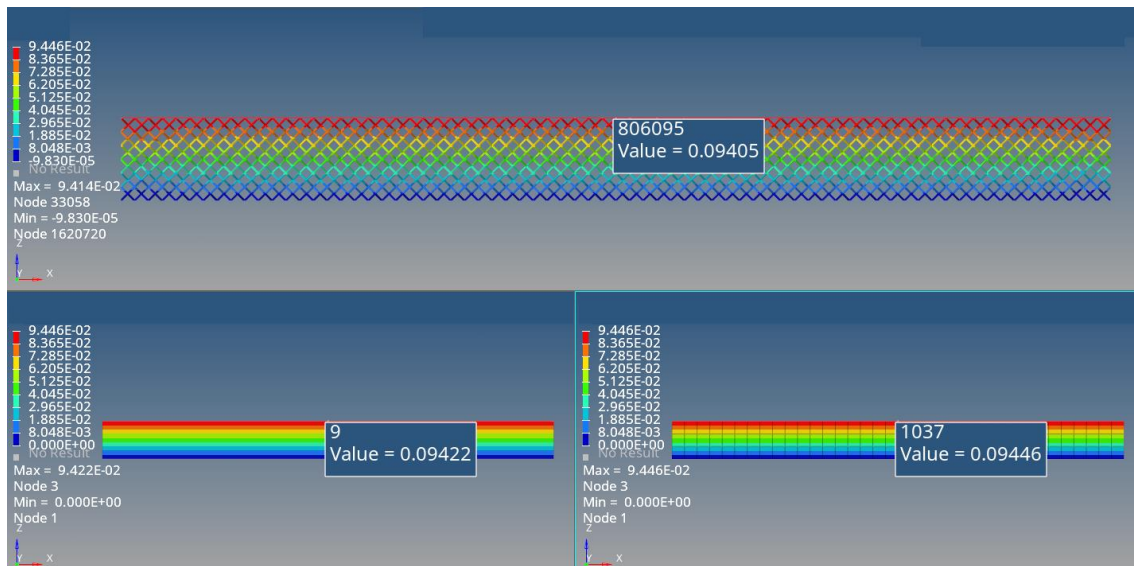 9.446E-02
8.365E-02
7.285E-02
6.205E-02
5.125E-02
4.045E-02
2.965E-02
1.885E-02
8.048E-03
-9.830E-05
No Result
Max = 9.414E-02
Node 33058
Min = -9.830E-05
Node 1620720
Z
Y X
806095
Value = 0.09405
9.446E-02
8.365E-02
7.285E-02
6.205E-02
5.125E-02
4.045E-02
2.965E-02
1.885E-02
8.048E-03
0.000E+00
No Result
Max = 9.422E-02
Node 3
Min = 0.000E+00
Node 1
Z
Y X
9
Value = 0.09422
9.446E-02
8.365E-02
7.285E-02
6.205E-02
5.125E-02
4.045E-02
2.965E-02
1.885E-02
8.048E-03
0.000E+00
No Result
Max = 9.446E-02
Node 3
Min = 0.000E+00
Node 1
Z
Y X
1037
Value = 0.09446